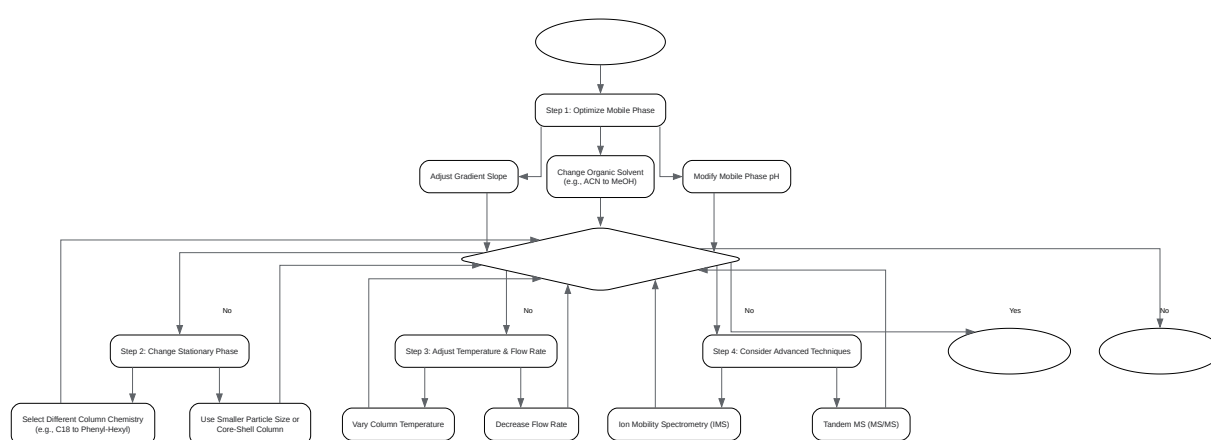 Step 1: Optimize Mobile Phase
Adjust Gradient Slope
Change Organic Solvent
(e.g., ACN to MeOH)
Modify Mobile Phase pH
No
No
No
Yes
No
Step 2: Change Stationary Phase
Step 3: Adjust Temperature & Flow Rate
Step 4: Consider Advanced Techniques
Select Different Column Chemistry
(e.g., C18 to Phenyl-Hexyl)
Use Smaller Particle Size or
Core-Shell Column
Vary Column Temperature
Decrease Flow Rate
Ion Mobility Spectrometry (IMS)
Tandem MS (MS/MS)